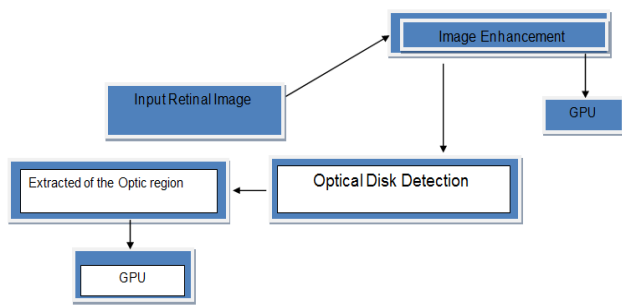 Image Enhancement
Input Retinal Image
GPU
Optical Disk Detection
Extracted of the Optic region
GPU